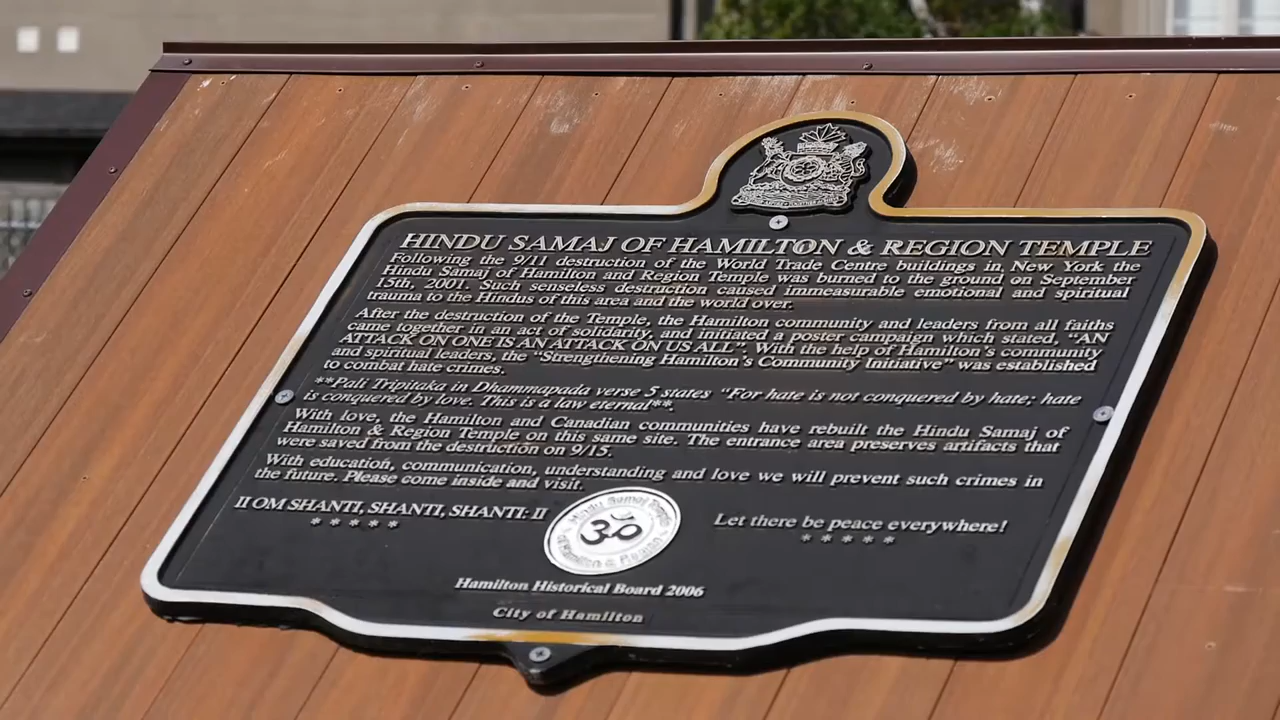 HINDU SAMAJ OF HAMILTON & REGION TEMPLE
Following the 9/11 destruction of the World Trade Centre buildings in New York the
Hindu Samaj of Hamilton and Region Temple was burned to the ground on September
15th, 2001. Such senseless destruction caused immeasurable emotional and spiritual
trauma to the Hindus of this area and the world over.
After the destruction of the Temple, the Hamilton community and leaders from all faiths
came together in an act of solidarity, and initiated a poster campaign which stated, "AN
ATTACK ON ONE IS AN ATTACK ON US ALL". With the help of Hamilton's community
and spiritual leaders, the "Strengthening Hamilton's Community Initiative" was established
to combat hate crimes.
**Pali Tripitaka in Dhammapada verse 5 states "For hate is not conquered by hate; hate
is conquered by love. This is a law eternal**.
With love, the Hamilton and Canadian communities have rebuilt the Hindu Samaj of
Hamilton & Region Temple on this same site. The entrance area preserves artifacts that
were saved from the destruction on 9/15.
With education, communication, understanding and love we will prevent such crimes in
the future. Please come inside and visit.
II OM SHANTI, SHANTI, SHANTI: II
* * * * *
Hindu Samaj Temple
of Hamilton & Region
ॐ
Let there be peace everywhere!
* * * * *
Hamilton Historical Board 2006
City of Hamilton